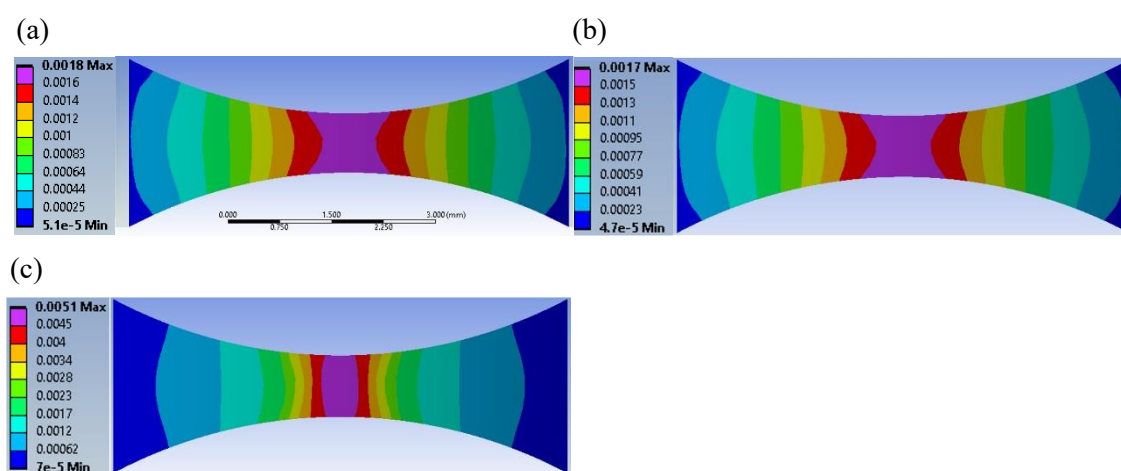 (a)
0.0018 Max
0.0016
0.0014
0.0012
0.001
0.00083
0.00064
0.00044
0.00025
5.1e-5 Min
0.000 1.500 3.000 (mm)
0.750 2.250
(b)
0.0017 Max
0.0015
0.0013
0.0011
0.00095
0.00077
0.00059
0.00041
0.00023
4.7e-5 Min
(c)
0.0051 Max
0.0045
0.004
0.0034
0.0028
0.0023
0.0017
0.0012
0.00062
7e-5 Min